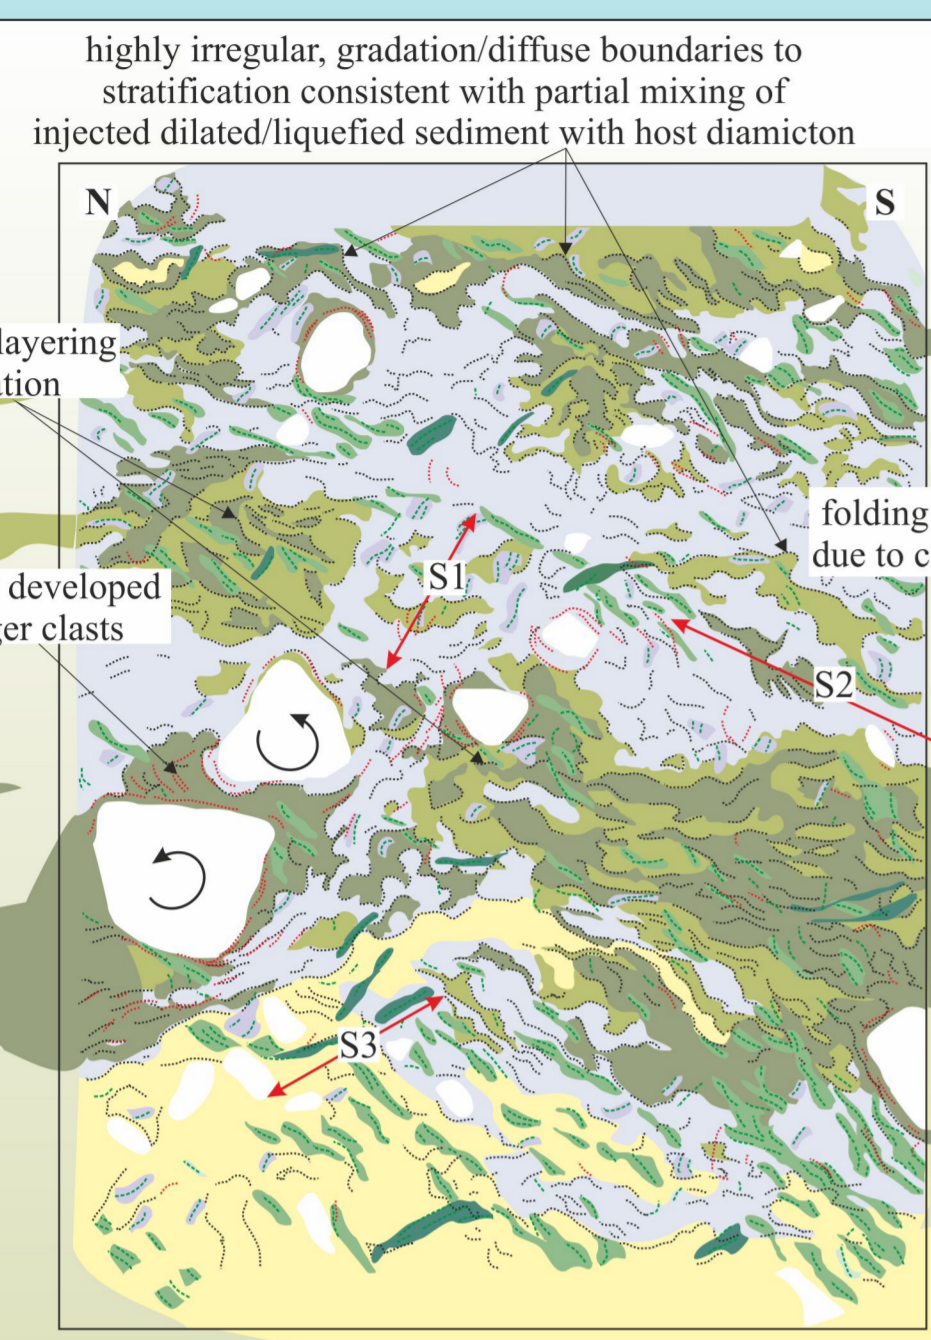 highly irregular, gradation/diffuse boundaries to
stratification consistent with partial mixing of
injected dilated/liquefied sediment with host diamicton
N
S
layering
ation
folding
due to c
S1
developed
ger clasts
S2
S3